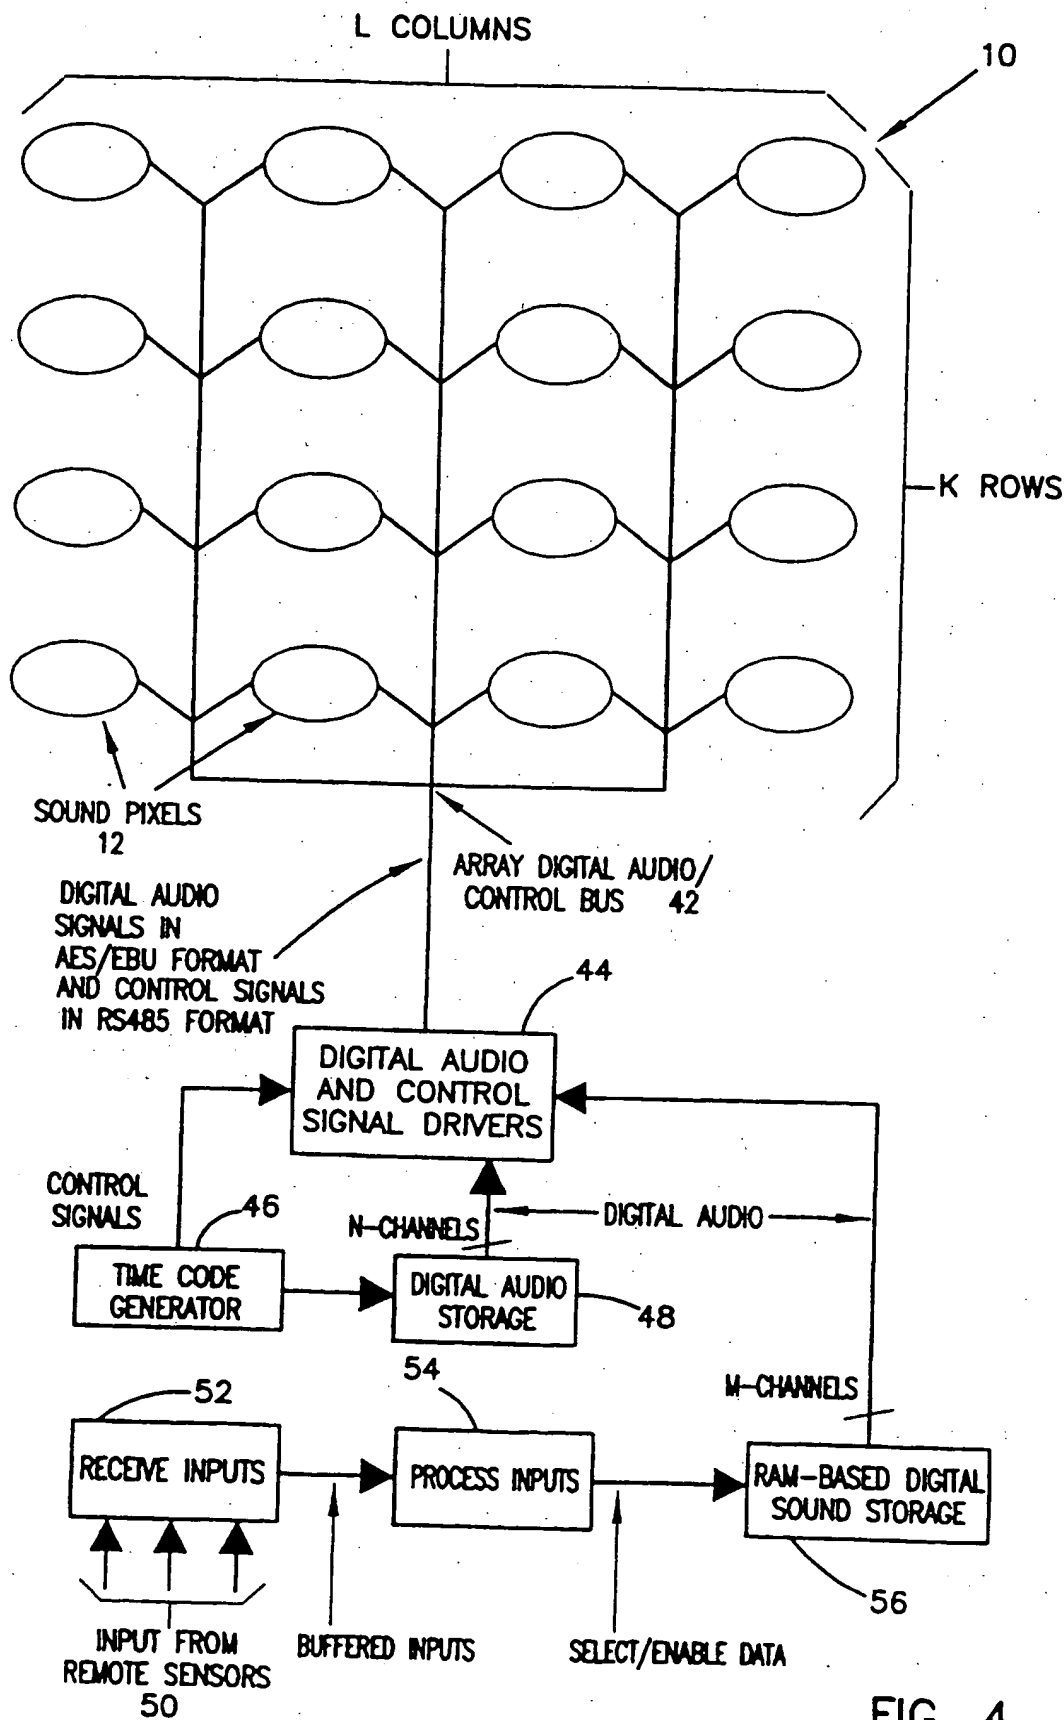 L COLUMNS
10
K ROWS
SOUND PIXELS
12
ARRAY DIGITAL AUDIO/
CONTROL BUS 42
DIGITAL AUDIO
SIGNALS IN
AES/EBU FORMAT
AND CONTROL SIGNALS
IN RS485 FORMAT
44
DIGITAL AUDIO
AND CONTROL
SIGNAL DRIVERS
CONTROL
SIGNALS
46
N-CHANNELS
DIGITAL AUDIO
TIME CODE
GENERATOR
DIGITAL AUDIO
STORAGE
48
54
52
M-CHANNELS
RECEIVE INPUTS
PROCESS INPUTS
RAM-BASED DIGITAL
SOUND STORAGE
56
INPUT FROM
REMOTE SENSORS
50
BUFFERED INPUTS
SELECT/ENABLE DATA
FIG. 4